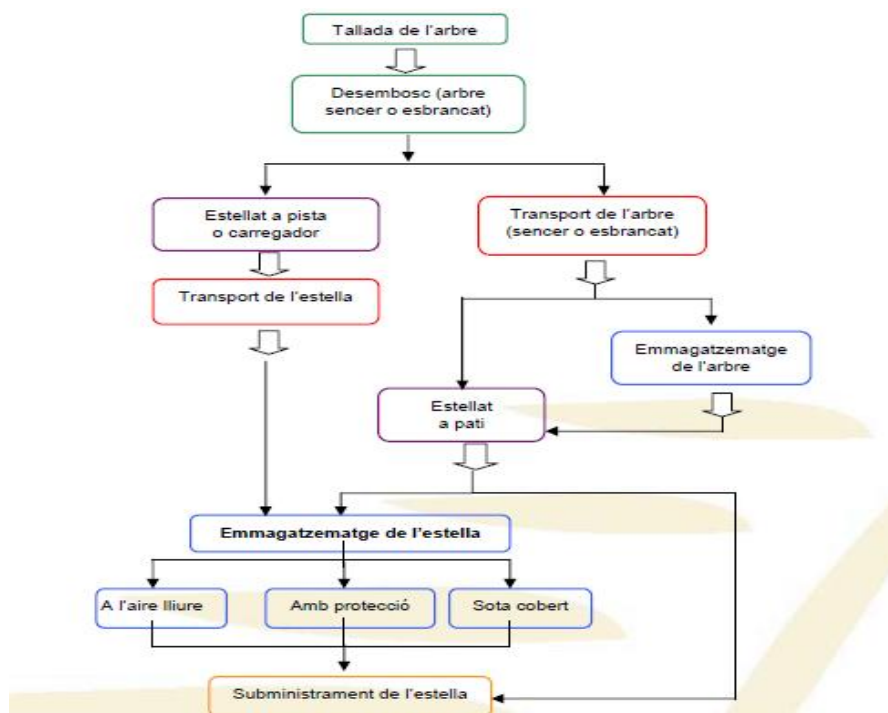 Tallada de l'arbre
Desembosc (arbre
sencer o esbrancat)
Estellat a pista
o carregador
Transport de l'arbre
(sencer o esbrancat)
Transport de l'estella
Emmagatzematge
de l'arbre
Estellat
a pati
Emmagatzematge de l'estella
A l'aire lliure
Amb protecció
Sota cobert
Subministrament de l'estella